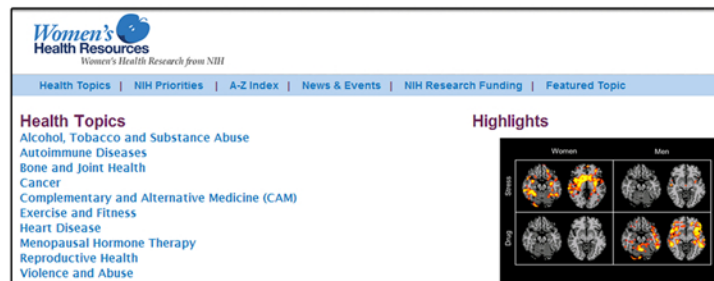 Women's
Health Resources
Women's Health Research from NIH
Health Topics | NIH Priorities | A-Z Index | News & Events | NIH Research Funding | Featured Topic
Health Topics
Alcohol, Tobacco and Substance Abuse
Autoimmune Diseases
Bone and Joint Health
Cancer
Complementary and Alternative Medicine (CAM)
Exercise and Fitness
Heart Disease
Menopausal Hormone Therapy
Reproductive Health
Violence and Abuse
Highlights
Women Men
Stress
Drug